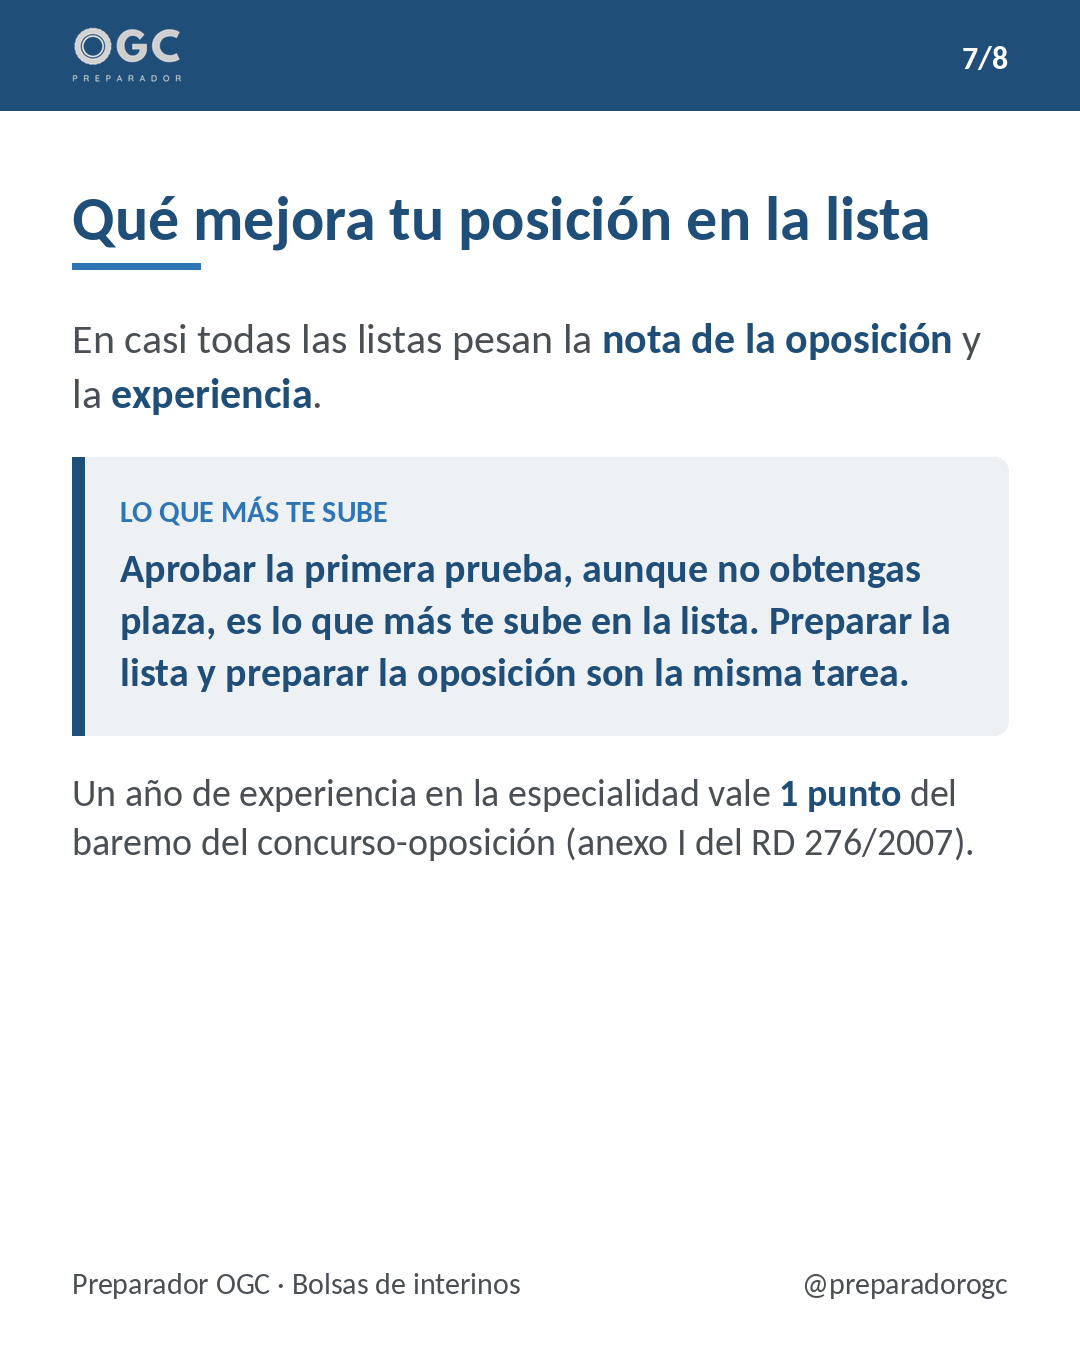 OGC
PREPARADOR
7/8
Qué mejora tu posición en la lista
En casi todas las listas pesan la nota de la oposición y
la experiencia.
LO QUE MÁS TE SUBE
Aprobar la primera prueba, aunque no obtengas
plaza, es lo que más te sube en la lista. Preparar la
lista y preparar la oposición son la misma tarea.
Un año de experiencia en la especialidad vale 1 punto del
baremo del concurso-oposición (anexo I del RD 276/2007).
Preparador OGC · Bolsas de interinos
@preparadorogc